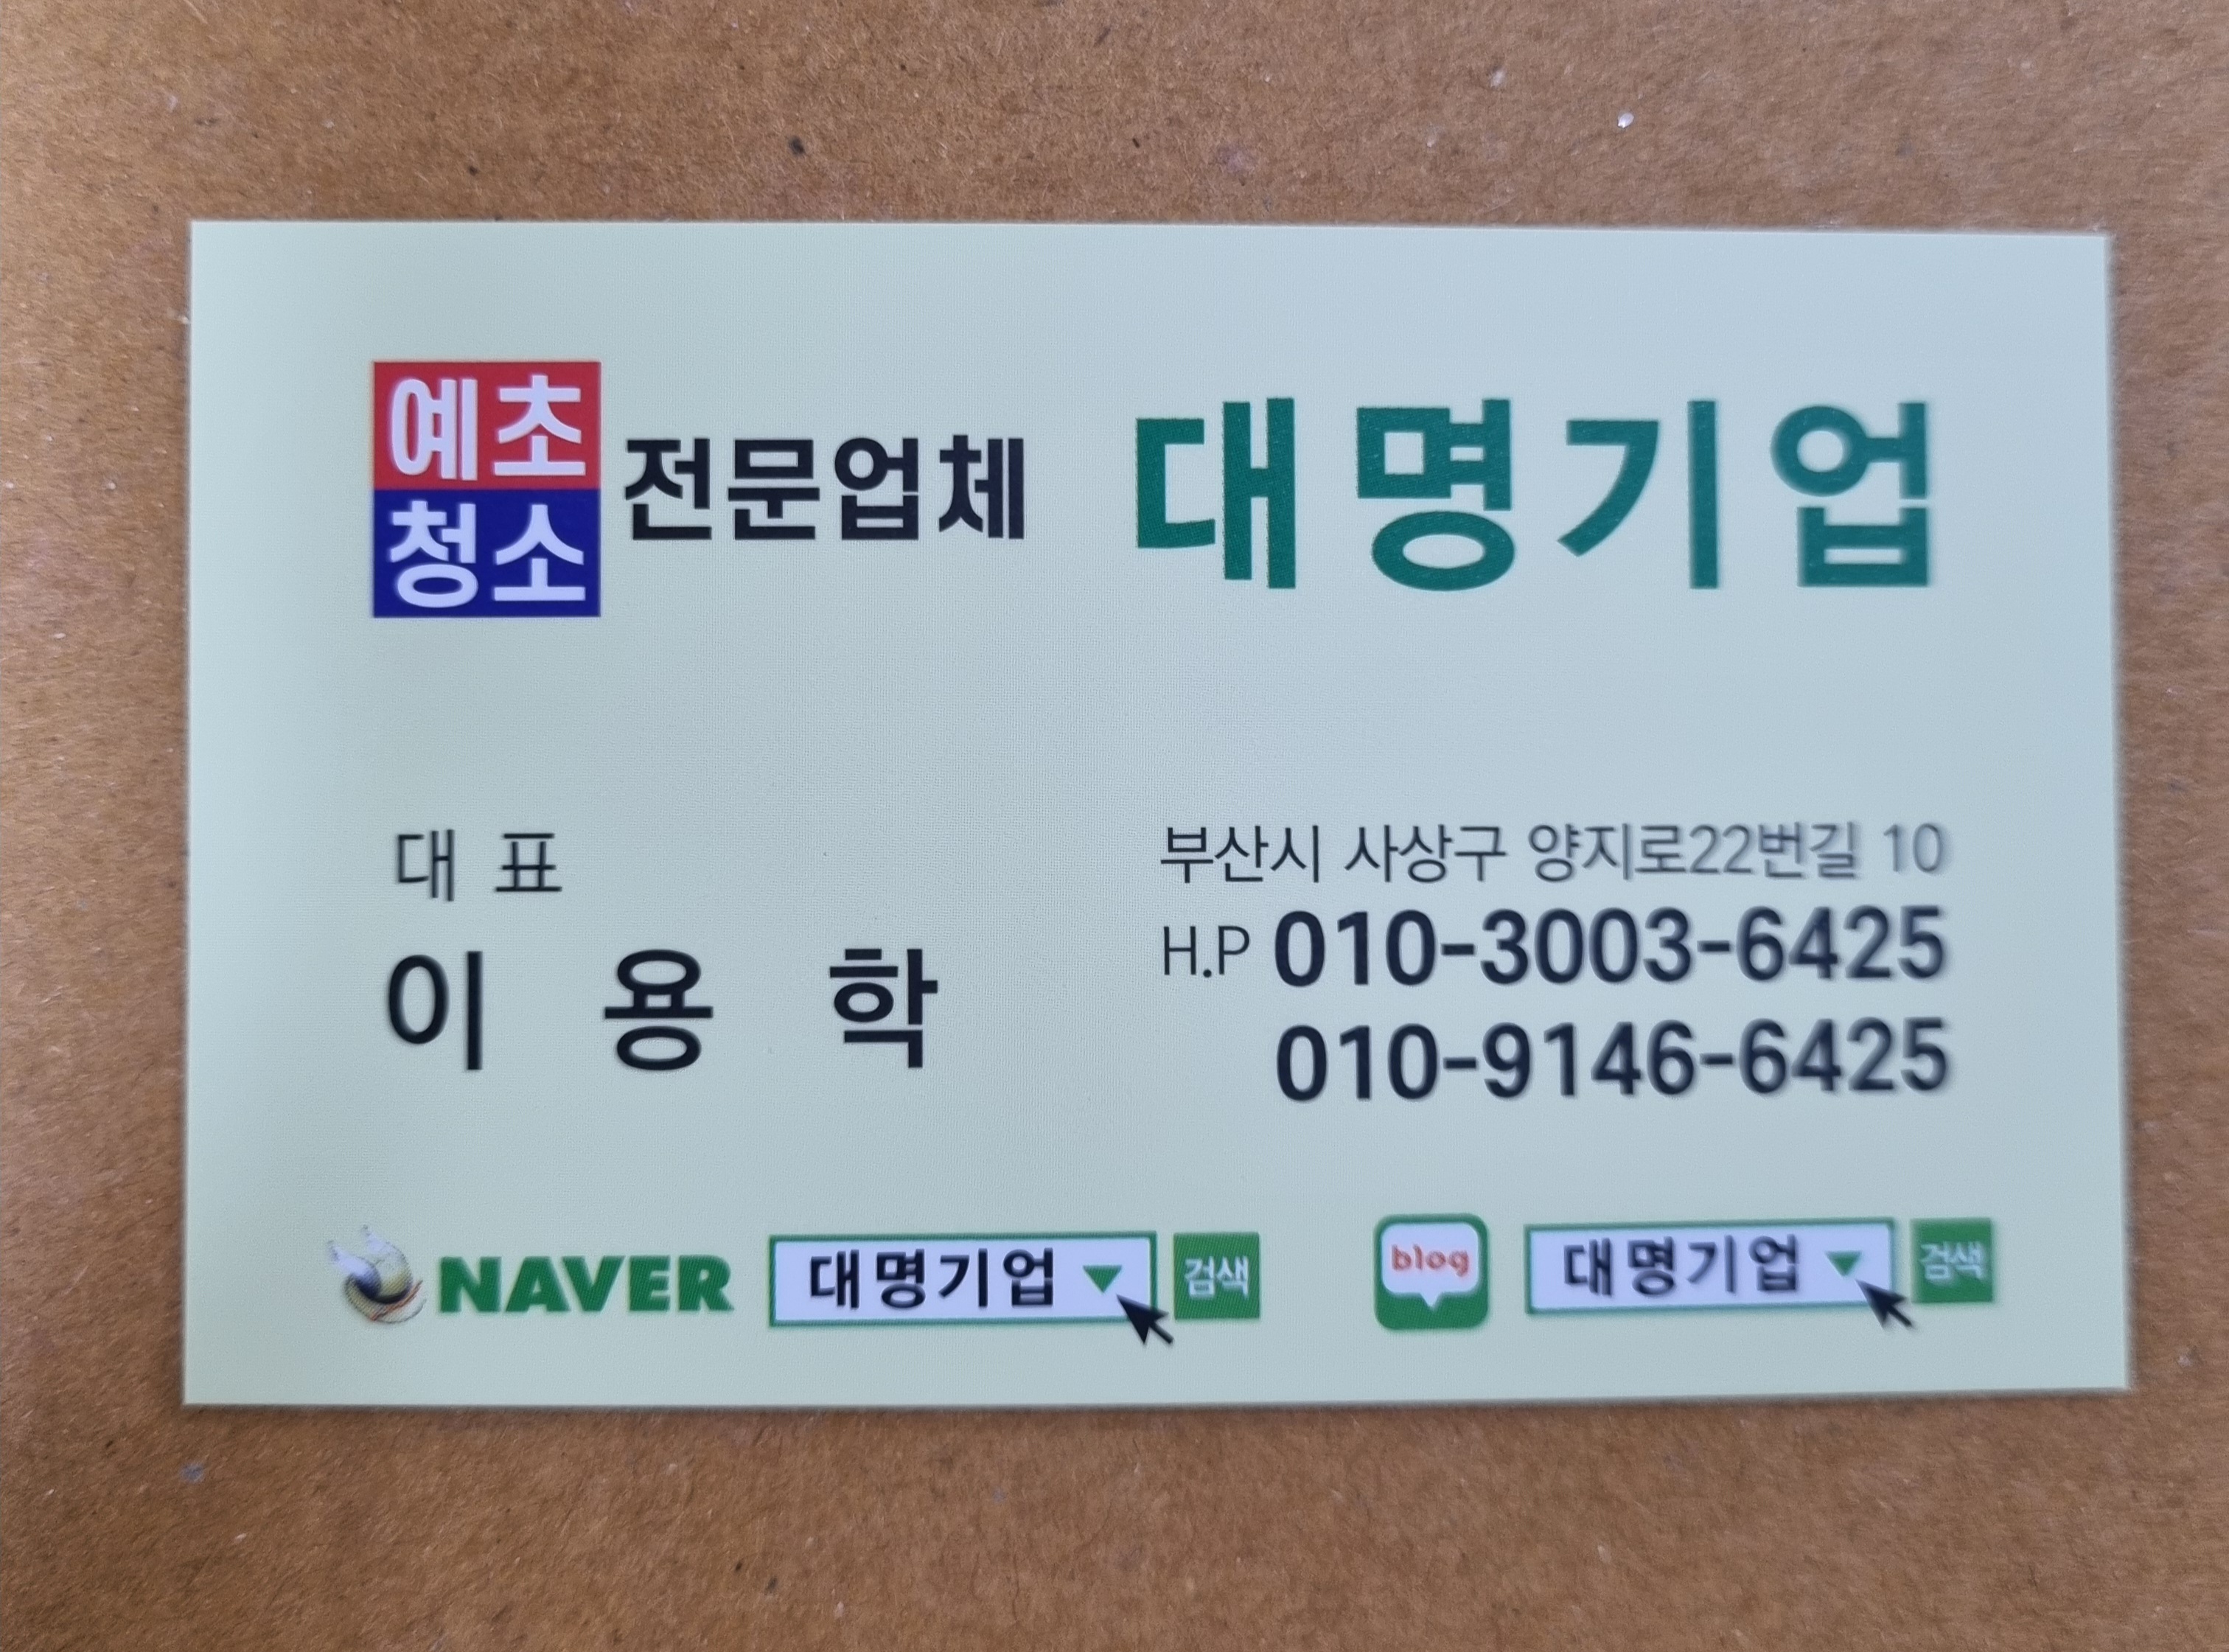 예초
청소
전문업체
대명기업
대 표
이 용 학
부산시 사상구 양지로22번길 10
H.P 010-3003-6425
010-9146-6425
NAVER 대명기업 검색
blog 대명기업 검색